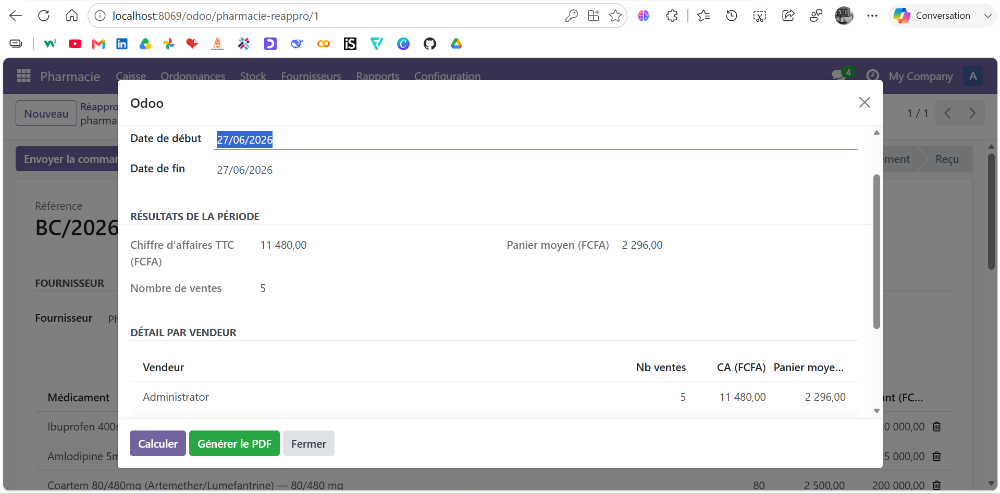 localhost:8069/odoo/pharmacie-reappro/1
Conversation
Pharmacie Caisse Ordonnances Stock Fournisseurs Rapports Configuration
4
My Company
A
Nouveau
Réappro
pharma
1 / 1
Odoo
Date de début 27/06/2026
Envoyer la comman
ement
Reçu
Date de fin 27/06/2026
Référence
BC/2026
RÉSULTATS DE LA PÉRIODE
Chiffre d'affaires TTC (FCFA) 11 480,00
Panier moyen (FCFA) 2 296,00
FOURNISSEUR
Nombre de ventes 5
Fournisseur
DÉTAIL PAR VENDEUR
Vendeur Nb ventes CA (FCFA) Panier moye...
Administrator 5 11 480,00 2 296,00
Médicament
ant (FC...
Ibuprofen 400
0 000,00
Calculer Générer le PDF Fermer
Amlodipine 5m
5 000,00
Coartem 80/480mg (Artemether/Lumefantrine) — 80/480 mg 80 2 500,00 200 000,00